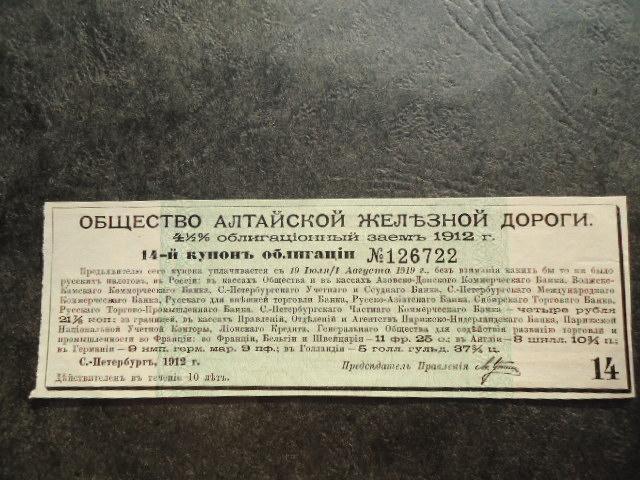 ОБЩЕСТВО АЛТАЙСКОЙ ЖЕЛѢЗНОЙ ДОРОГИ.
4½% облигаціонный заемъ 1912 г.
14-й купонъ облигаціи №126722
Предъявителю сего купона уплачивается съ 19 Іюля/1 Августа 1919 г., безъ взиманія какихъ бы то ни было
русскихъ налоговъ, въ Россіи: въ кассахъ Общества и въ кассахъ Азовско-Донского Коммерческаго Банка, Волжско-
Камскаго Коммерческаго Банка, С.-Петербургскаго Учетнаго и Ссуднаго Банка, С.-Петербургскаго Международнаго
Коммерческаго Банка, Русскаго для внѣшней торговли Банка, Русско-Азіатскаго Банка, Сибирскаго Торговаго Банка,
Русскаго Торгово-Промышленнаго Банка, С.-Петербургскаго Частнаго Коммерческаго Банка — четыре рубля
21½ коп.; за границей, въ кассахъ Правленій, Отдѣленій и Агентствъ Парижско-Нидерландскаго Банка, Парижской
Національной Учетной Конторы, Ліонскаго Кредита, Генеральнаго Общества для содѣйствія развитію торговли и
промышленности во Франціи: во Франціи, Бельгіи и Швейцаріи — 11 фр. 25 с.; въ Англіи — 8 шилл. 10¾ п.;
въ Германіи — 9 имп. герм. мар. 9 пф.; въ Голландіи — 5 голл. гульд. 37¾ ц.
С.-Петербургъ, 1912 г.
Предсѣдатель Правленія
14
Дѣйствителенъ въ теченіе 10 лѣтъ.